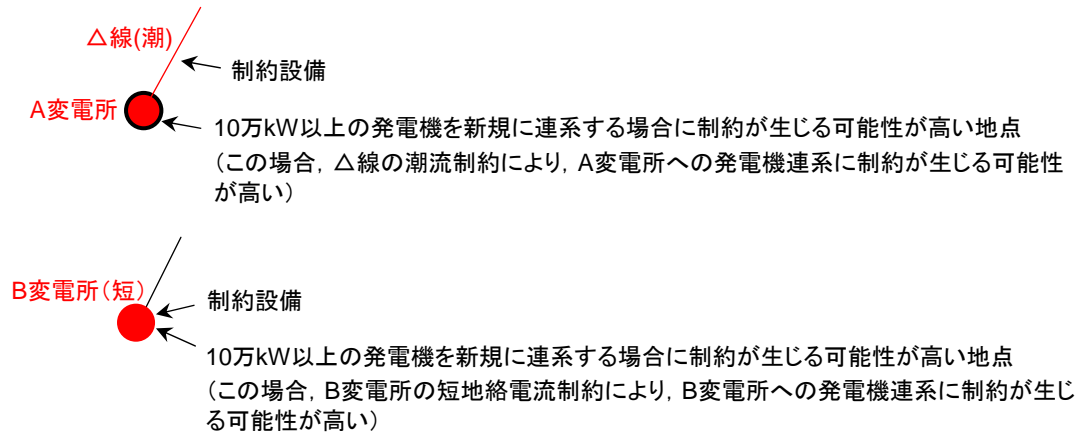 △線(潮)
制約設備
A変電所
10万kW以上の発電機を新規に連系する場合に制約が生じる可能性が高い地点
(この場合，△線の潮流制約により，A変電所への発電機連系に制約が生じる可能性
が高い)
B変電所(短)
制約設備
10万kW以上の発電機を新規に連系する場合に制約が生じる可能性が高い地点
(この場合，B変電所の短地絡電流制約により，B変電所への発電機連系に制約が生じ
る可能性が高い)